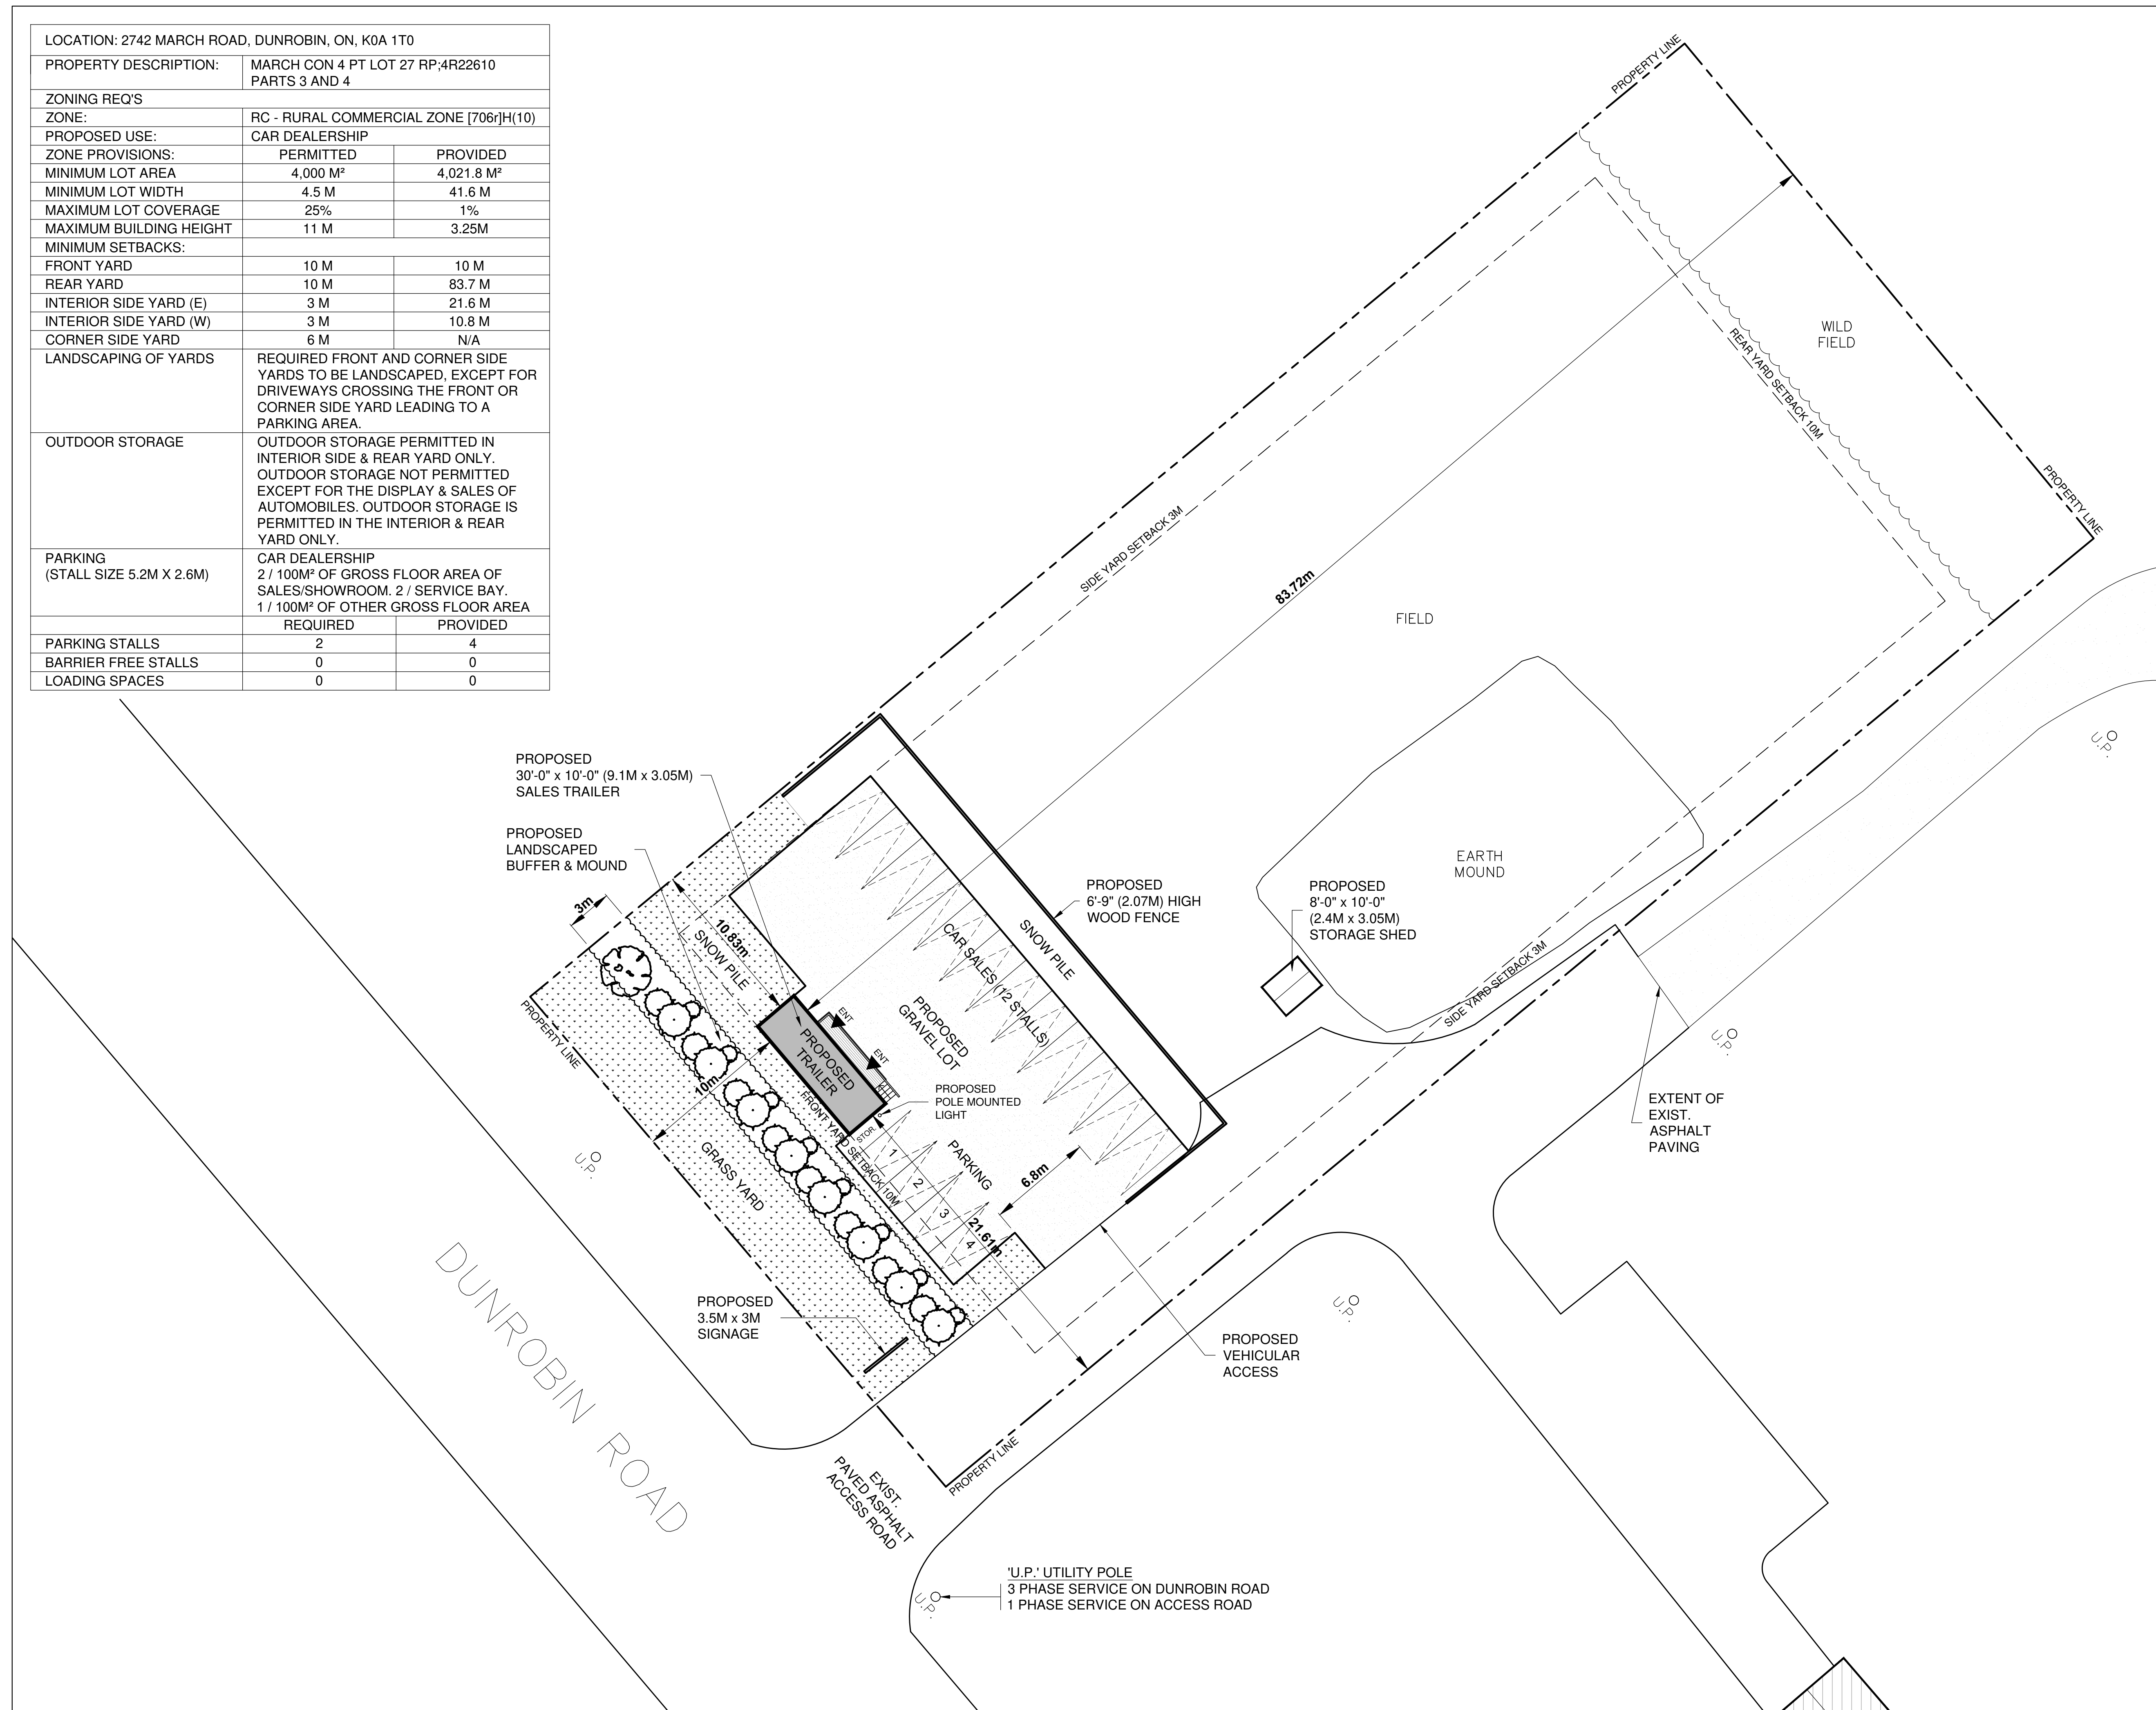 LOCATION: 2742 MARCH ROAD, DUNROBIN, ON, K0A 1T0
PROPERTY DESCRIPTION: MARCH CON 4 PT LOT 27 RP;4R22610
PARTS 3 AND 4
ZONING REQ'S
ZONE: RC - RURAL COMMERCIAL ZONE [706r]H(10)
PROPOSED USE: CAR DEALERSHIP
ZONE PROVISIONS: PERMITTED PROVIDED
MINIMUM LOT AREA 4,000 M² 4,021.8 M²
MINIMUM LOT WIDTH 4.5 M 41.6 M
MAXIMUM LOT COVERAGE 25% 1%
MAXIMUM BUILDING HEIGHT 11 M 3.25M
MINIMUM SETBACKS:
FRONT YARD 10 M 10 M
REAR YARD 10 M 83.7 M
INTERIOR SIDE YARD (E) 3 M 21.6 M
INTERIOR SIDE YARD (W) 3 M 10.8 M
CORNER SIDE YARD 6 M N/A
LANDSCAPING OF YARDS REQUIRED FRONT AND CORNER SIDE
YARDS TO BE LANDSCAPED, EXCEPT FOR
DRIVEWAYS CROSSING THE FRONT OR
CORNER SIDE YARD LEADING TO A
PARKING AREA.
OUTDOOR STORAGE OUTDOOR STORAGE PERMITTED IN
INTERIOR SIDE & REAR YARD ONLY.
OUTDOOR STORAGE NOT PERMITTED
EXCEPT FOR THE DISPLAY & SALES OF
AUTOMOBILES. OUTDOOR STORAGE IS
PERMITTED IN THE INTERIOR & REAR
YARD ONLY.
PARKING CAR DEALERSHIP
(STALL SIZE 5.2M X 2.6M) 2 / 100M² OF GROSS FLOOR AREA OF
SALES/SHOWROOM. 2 / SERVICE BAY.
1 / 100M² OF OTHER GROSS FLOOR AREA
REQUIRED PROVIDED
PARKING STALLS 2 4
BARRIER FREE STALLS 0 0
LOADING SPACES 0 0
PROPERTY LINE
WILD
FIELD
REAR YARD SETBACK 10M
PROPERTY LINE
SIDE YARD SETBACK 3M
83.72m
FIELD
U.P.
PROPOSED
30'-0" x 10'-0" (9.1M x 3.05M)
SALES TRAILER
PROPOSED
LANDSCAPED
BUFFER & MOUND
3m
10.83m
SNOW PILE
PROPOSED
6'-9" (2.07M) HIGH
WOOD FENCE
SNOW PILE
CAR SALES (12 STALLS)
PROPOSED
GRAVEL LOT
EARTH
MOUND
PROPOSED
8'-0" x 10'-0"
(2.4M x 3.05M)
STORAGE SHED
SIDE YARD SETBACK 3M
U.P.
PROPERTY LINE
ENT
ENT
PROPOSED
TRAILER
10m
PROPOSED
POLE MOUNTED
LIGHT
STOR.
FRONT YARD SETBACK 10M
PARKING
1
2
3
4
6.8m
21.61m
GRASS YARD
U.P.
EXTENT OF
EXIST.
ASPHALT
PAVING
PROPOSED
3.5M x 3M
SIGNAGE
U.P.
PROPOSED
VEHICULAR
ACCESS
DUNROBIN ROAD
PROPERTY LINE
EXIST.
PAVED ASPHALT
ACCESS ROAD
'U.P.' UTILITY POLE
3 PHASE SERVICE ON DUNROBIN ROAD
1 PHASE SERVICE ON ACCESS ROAD
U.P.